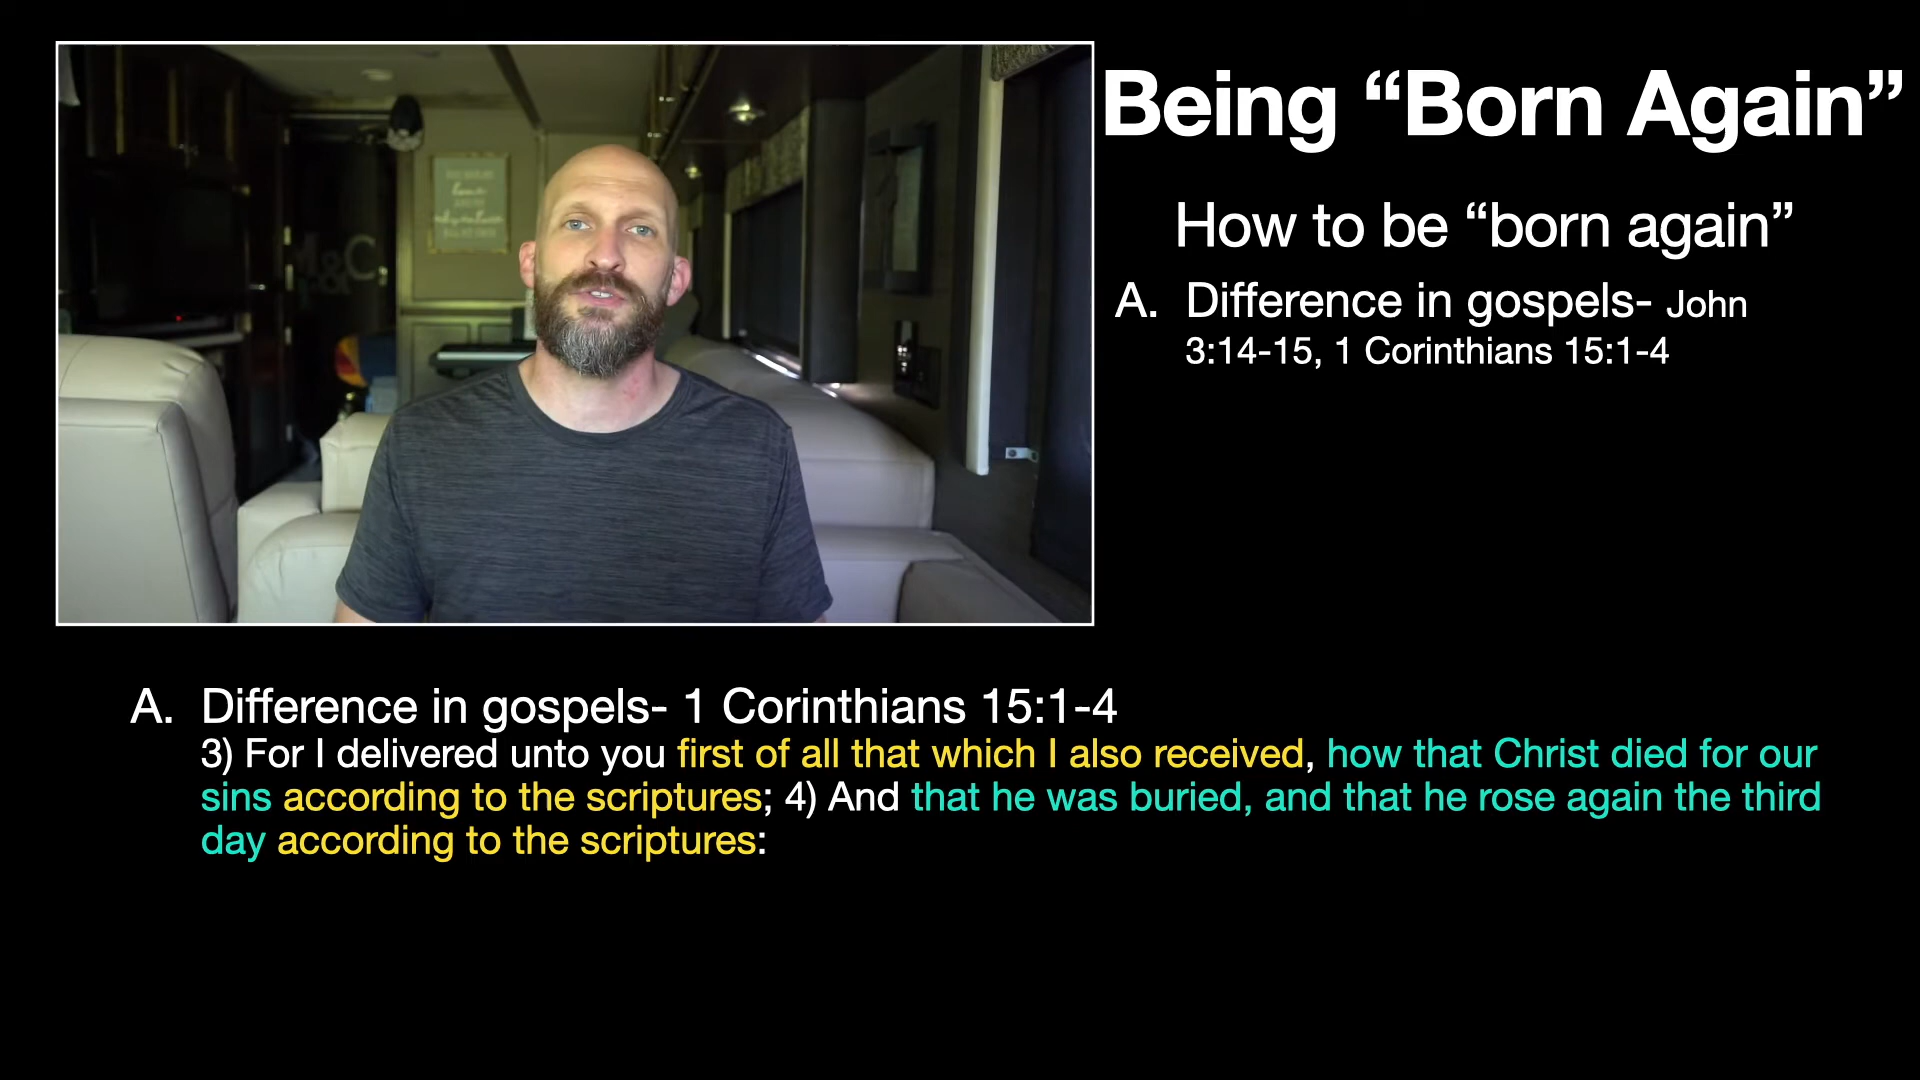 Being “Born Again”
How to be “born again”
A. Difference in gospels- John
3:14-15, 1 Corinthians 15:1-4
M&C
A. Difference in gospels- 1 Corinthians 15:1-4
3) For I delivered unto you first of all that which I also received, how that Christ died for our
sins according to the scriptures; 4) And that he was buried, and that he rose again the third
day according to the scriptures: